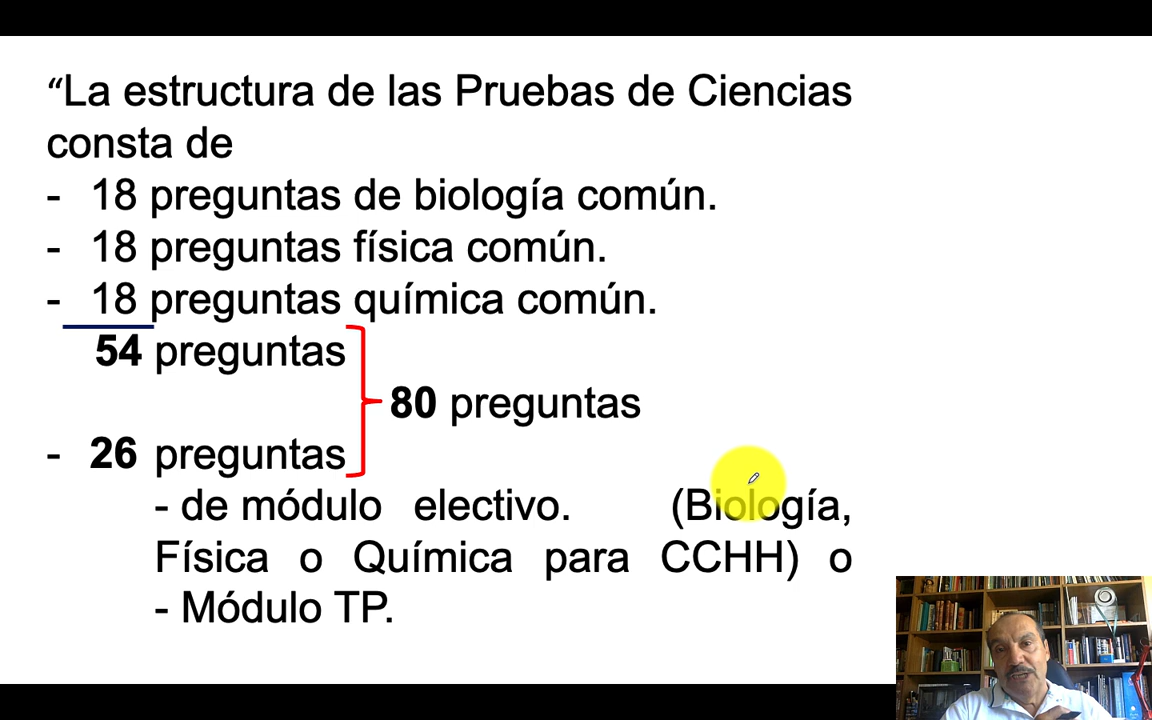 “La estructura de las Pruebas de Ciencias
consta de
- 18 preguntas de biología común.
- 18 preguntas física común.
- 18 preguntas química común.
54 preguntas
80 preguntas
- 26 preguntas
- de módulo electivo. (Biología,
Física o Química para CCHH) o
- Módulo TP.